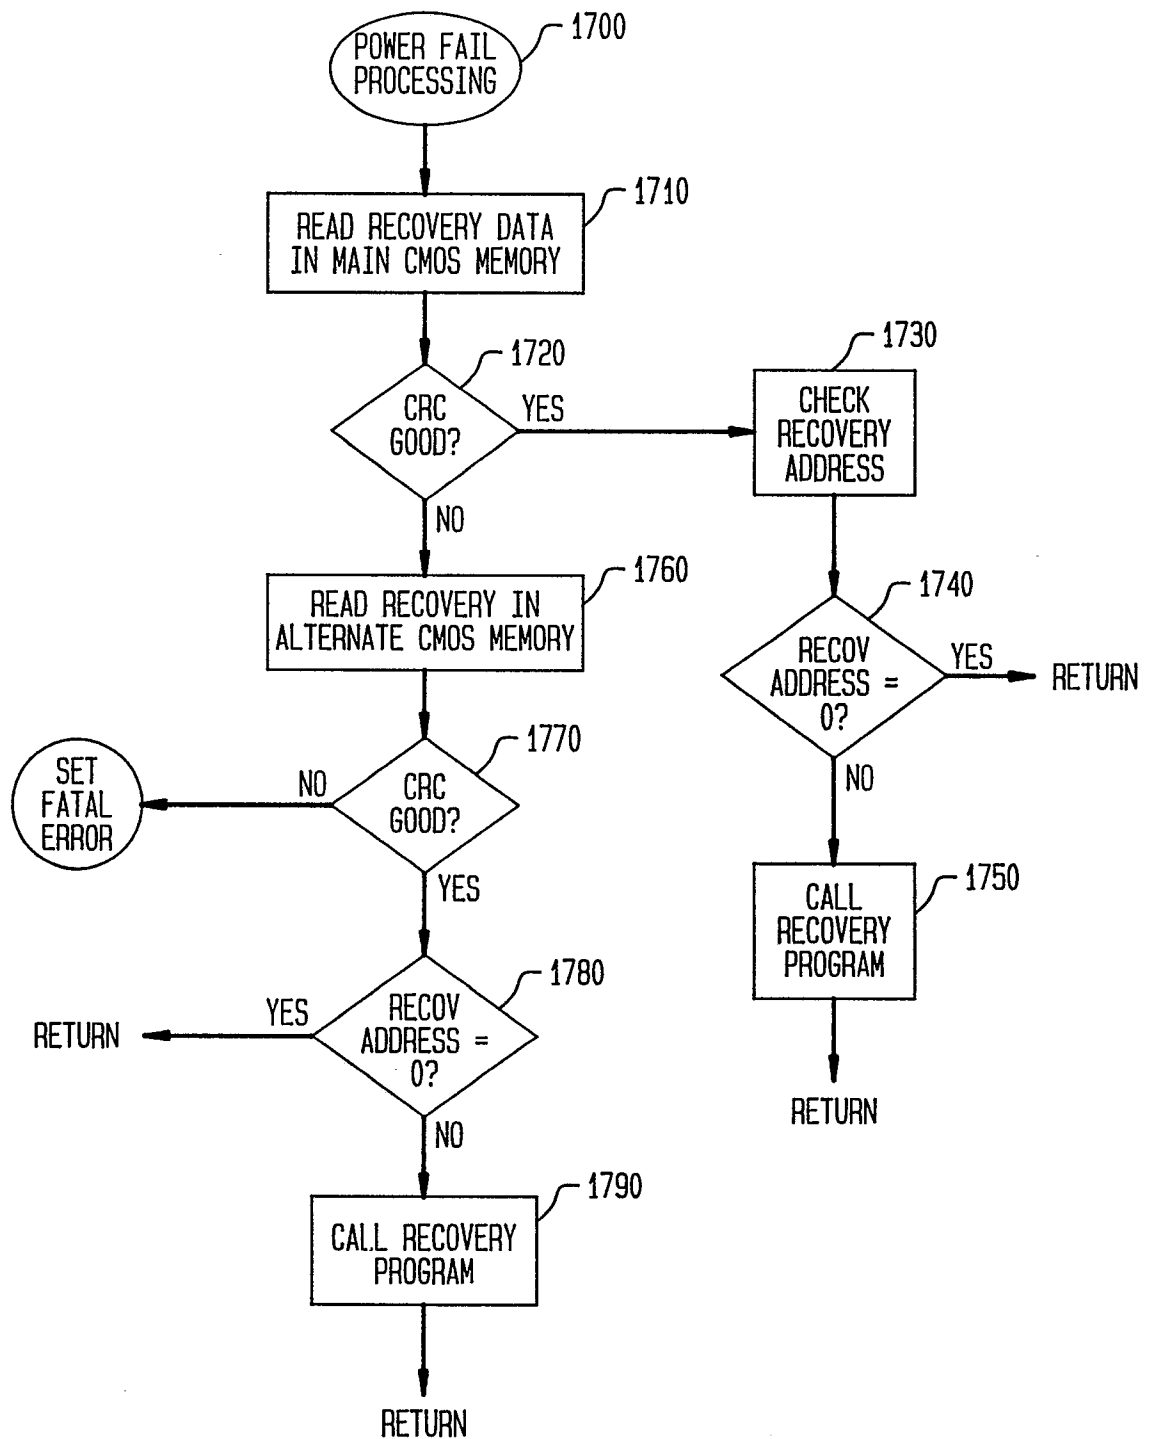 1700
POWER FAIL
PROCESSING
1710
READ RECOVERY DATA
IN MAIN CMOS MEMORY
1720
CRC
GOOD?
YES
NO
1730
CHECK
RECOVERY
ADDRESS
1740
RECOV
ADDRESS =
0?
YES
RETURN
NO
1750
CALL
RECOVERY
PROGRAM
RETURN
1760
READ RECOVERY IN
ALTERNATE CMOS MEMORY
1770
CRC
GOOD?
NO
SET
FATAL
ERROR
YES
1780
RECOV
ADDRESS =
0?
YES
RETURN
NO
1790
CALL RECOVERY
PROGRAM
RETURN